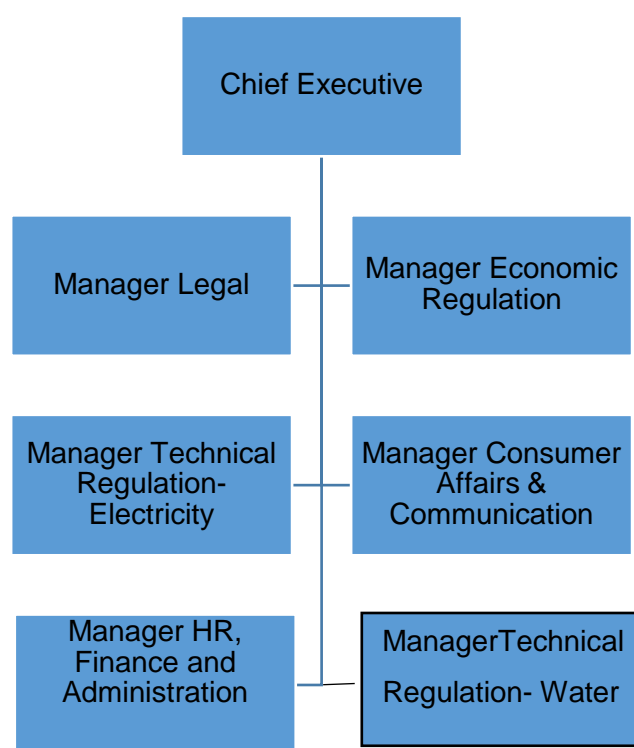 Chief Executive
Manager Legal
Manager Economic
Regulation
Manager Technical
Regulation-
Electricity
Manager Consumer
Affairs &
Communication
Manager HR,
Finance and
Administration
ManagerTechnical
Regulation- Water